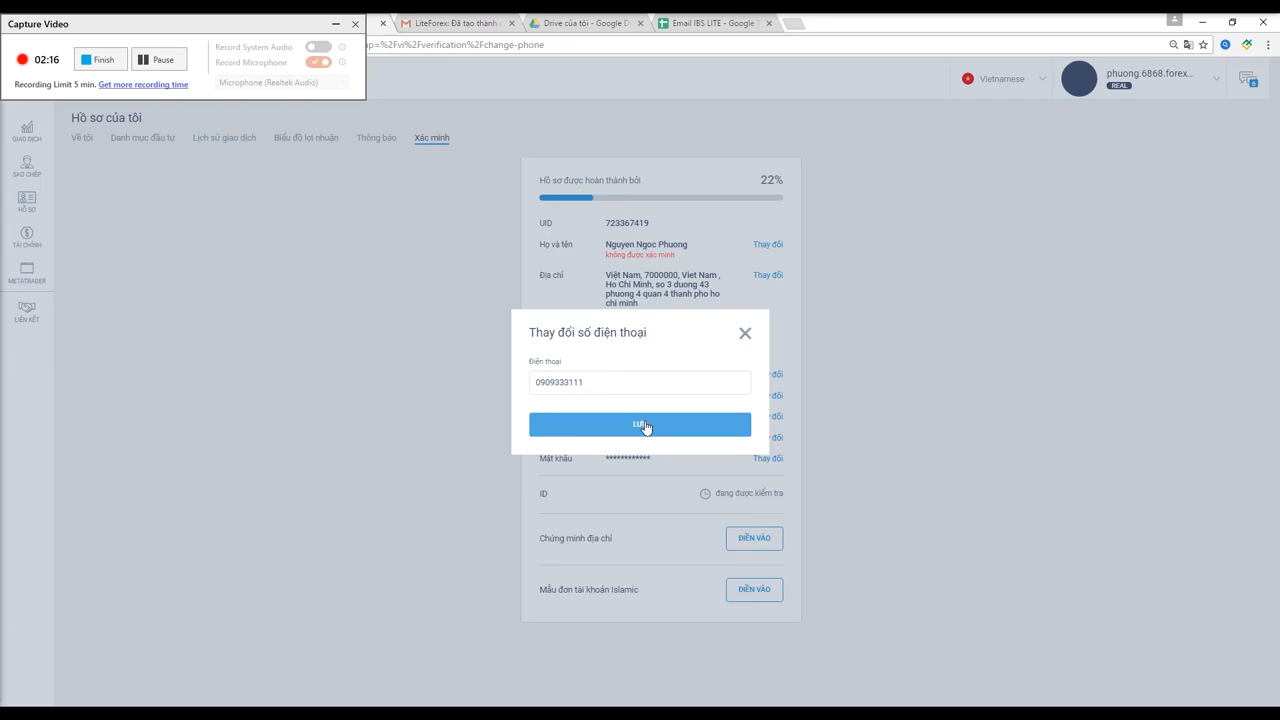 Capture Video
LiteForex: Đã tạo thành c
Drive của tôi - Google D
Email IBS LITE - Google
02:16
Finish
Pause
Record System Audio
Record Microphone
Microphone (Realtek Audio)
Recording Limit 5 min. Get more recording time
ap=%2Fvi%2Fverification%2Fchange-phone
Vietnamese
phuong.6868.forex...
REAL
6
Hồ sơ của tôi
Về tôi
Danh mục đầu tư
Lịch sử giao dịch
Biểu đồ lợi nhuận
Thông báo
Xác minh
GIAO DỊCH
SAO CHÉP
HỒ SƠ
TÀI CHÍNH
METATRADER
LIÊN KẾT
Hồ sơ được hoàn thành bởi 22%
UID 723367419
Họ và tên Nguyen Ngoc Phuong Thay đổi
không được xác minh
Địa chỉ Việt Nam, 7000000, Viet Nam , Thay đổi
Ho Chi Minh, so 3 duong 43
phuong 4 quan 4 thanh pho ho
chi minh
Thay đổi số điện thoại
Điện thoại
0909333111
Mật khẩu ************ Thay đổi
ID đang được kiểm tra
Chứng minh địa chỉ ĐIỀN VÀO
Mẫu đơn tài khoản Islamic ĐIỀN VÀO